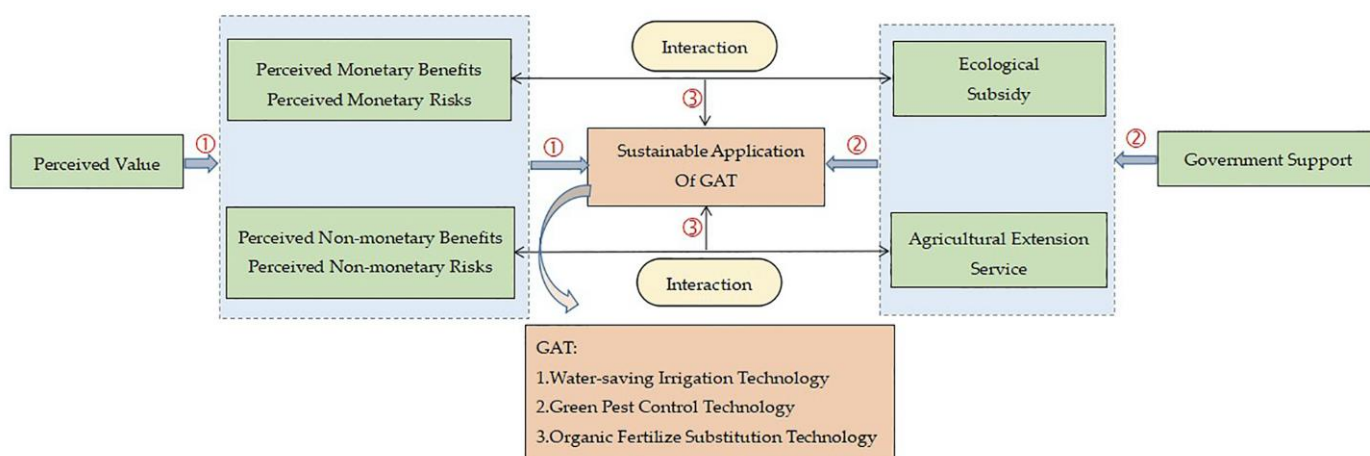 Interaction
Perceived Monetary Benefits
Perceived Monetary Risks
Ecological
Subsidy
③
Perceived Value
①
①
Sustainable Application
Of GAT
②
②
Government Support
③
Perceived Non-monetary Benefits
Perceived Non-monetary Risks
Agricultural Extension
Service
Interaction
GAT:
1.Water-saving Irrigation Technology
2.Green Pest Control Technology
3.Organic Fertilize Substitution Technology